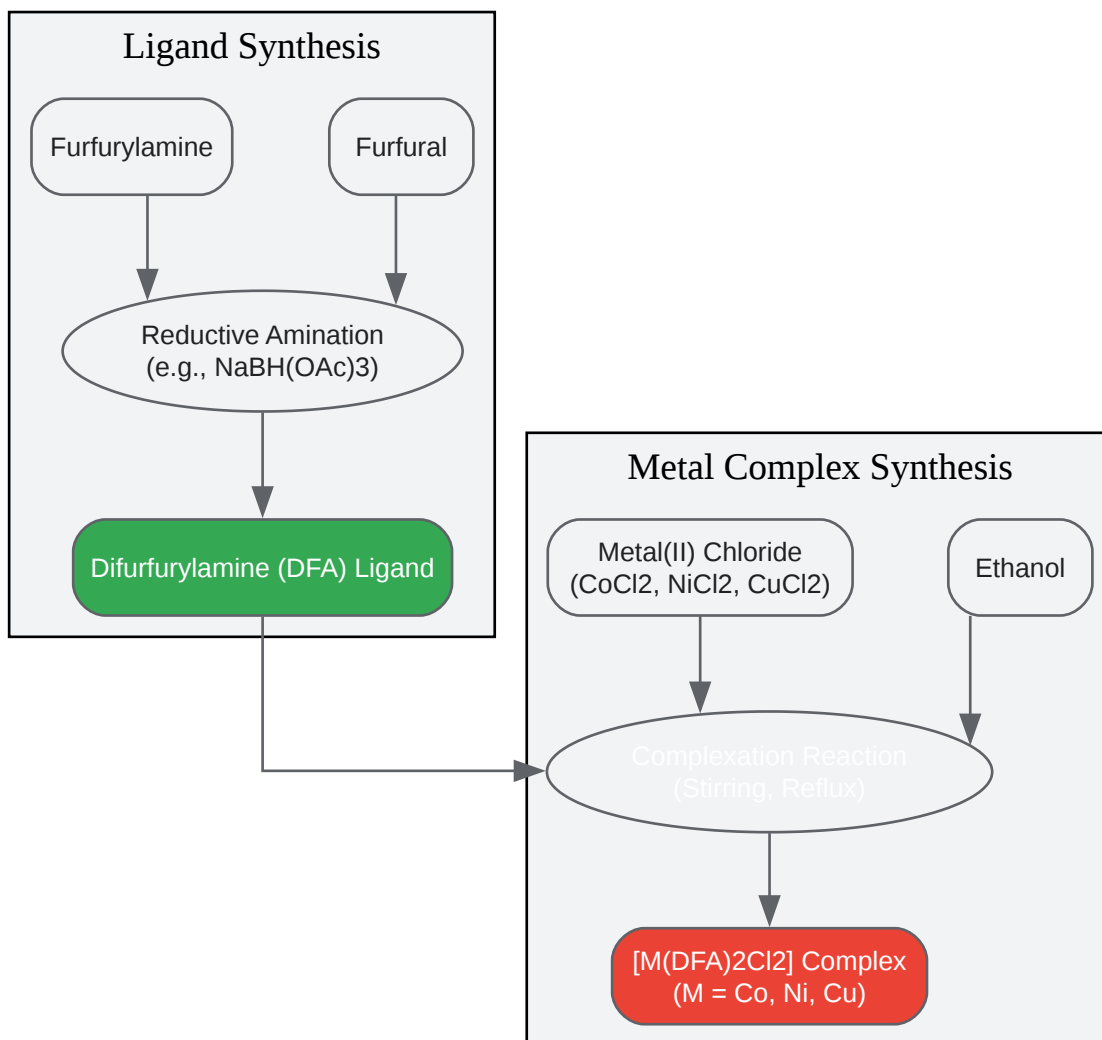 Ligand Synthesis
Furfurylamine
Furfural
Reductive Amination
(e.g., NaBH(OAc)3)
Difurfurylamine (DFA) Ligand
Metal Complex Synthesis
Metal(II) Chloride
(CoCl2, NiCl2, CuCl2)
Ethanol
Complexation Reaction
(Stirring, Reflux)
[M(DFA)2Cl2] Complex
(M = Co, Ni, Cu)